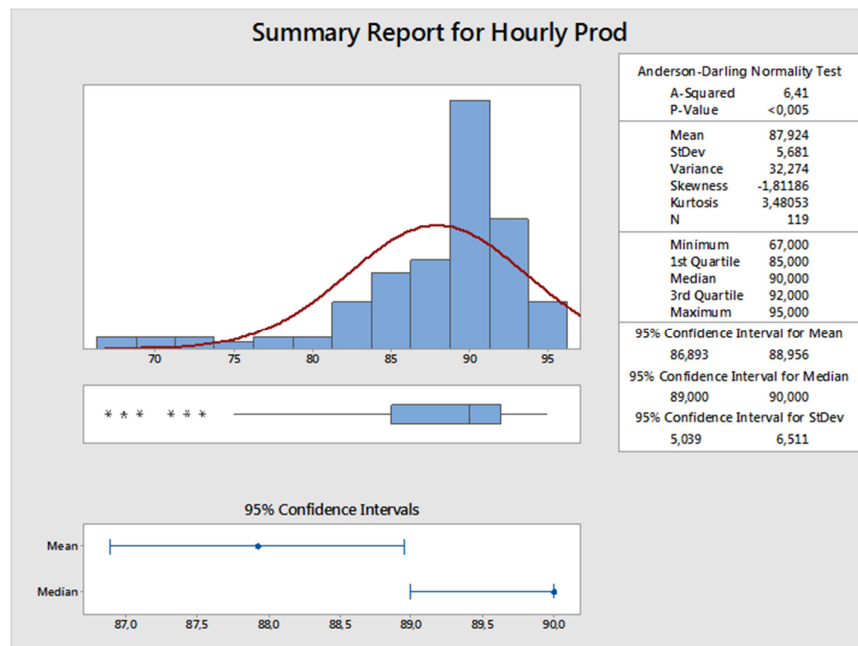 Summary Report for Hourly Prod
70 75 80 85 90 95
Anderson-Darling Normality Test
A-Squared 6,41
P-Value <0,005
Mean 87,924
StDev 5,681
Variance 32,274
Skewness -1,81186
Kurtosis 3,48053
N 119
Minimum 67,000
1st Quartile 85,000
Median 90,000
3rd Quartile 92,000
Maximum 95,000
95% Confidence Interval for Mean
86,893 88,956
95% Confidence Interval for Median
89,000 90,000
95% Confidence Interval for StDev
5,039 6,511
95% Confidence Intervals
Mean
Median
87,0 87,5 88,0 88,5 89,0 89,5 90,0